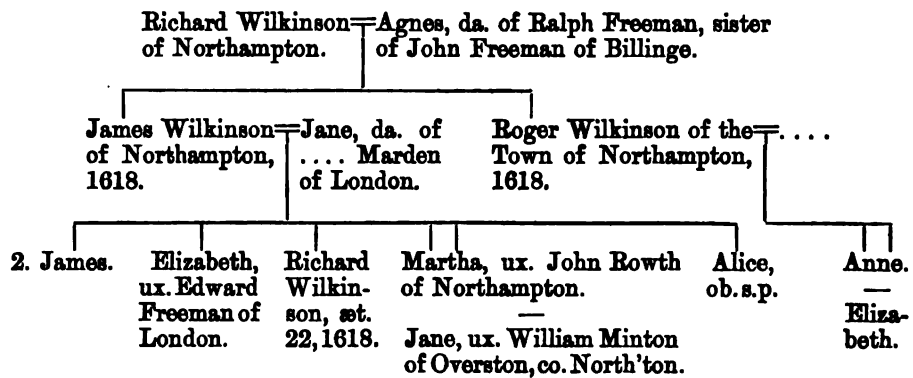 Richard Wilkinson=Agnes, da. of Ralph Freeman, sister
of Northampton. of John Freeman of Billinge.
James Wilkinson=Jane, da. of
of Northampton, .... Marden
1618. of London.
Roger Wilkinson of the=....
Town of Northampton,
1618.
2. James.
Elizabeth,
ux. Edward
Freeman of
London.
Richard
Wilkin-
son, æt.
22, 1618.
Martha, ux. John Rowth
of Northampton.
—
Jane, ux. William Minton
of Overston, co. North'ton.
Alice,
ob. s.p.
Anne.
—
Eliza-
beth.